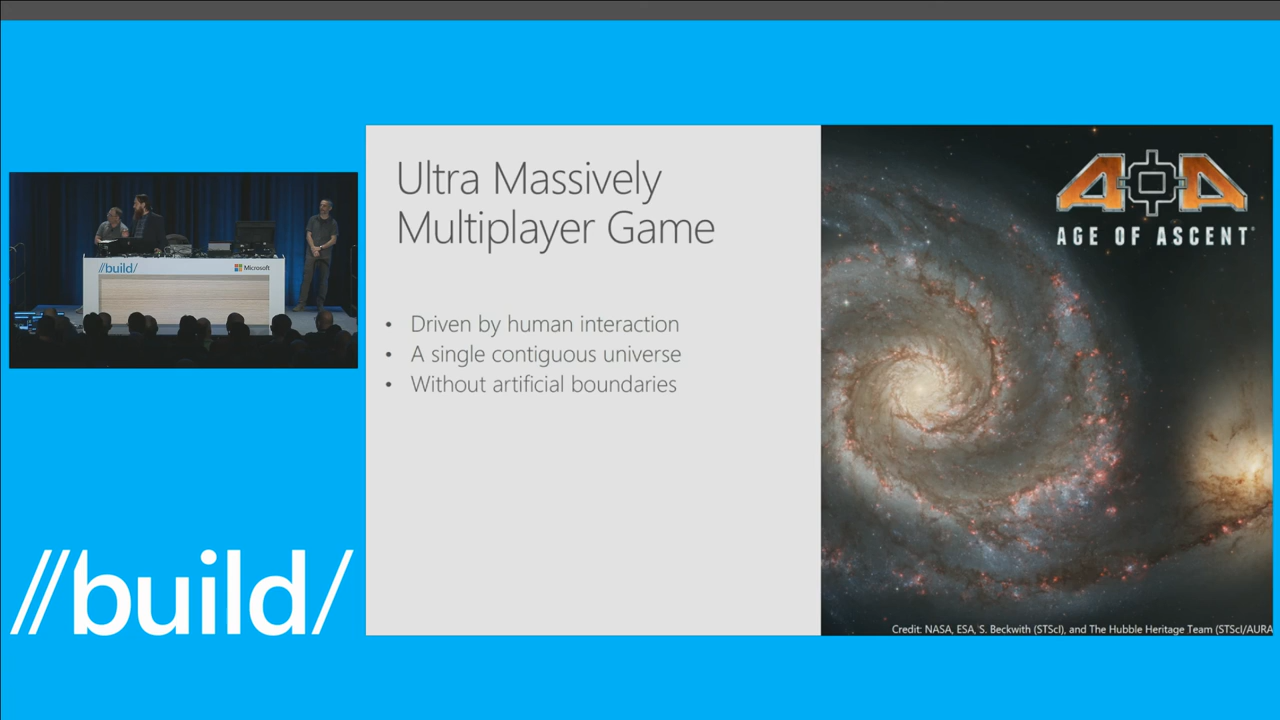 //build/
Microsoft
//build/
Ultra Massively
Multiplayer Game
• Driven by human interaction
• A single contiguous universe
• Without artificial boundaries
AGE OF ASCENT
Credit: NASA, ESA, S. Beckwith (STScI), and The Hubble Heritage Team (STScI/AURA